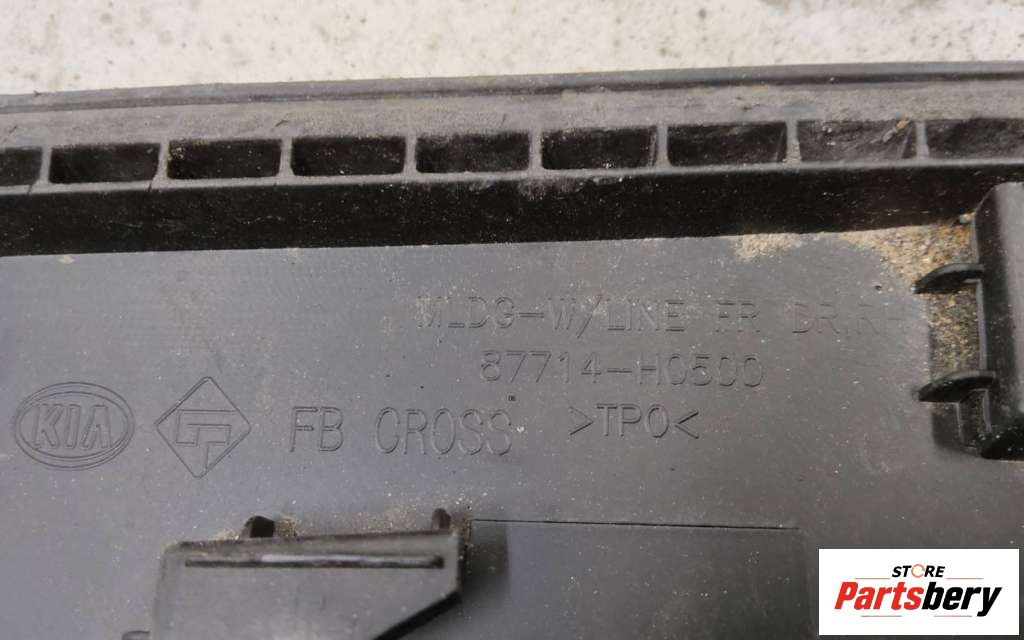 MLDG-W/LINE FR DR,RH
87714-H0500
KIA
FB CROSS
>TPO<
STORE
Partsbery